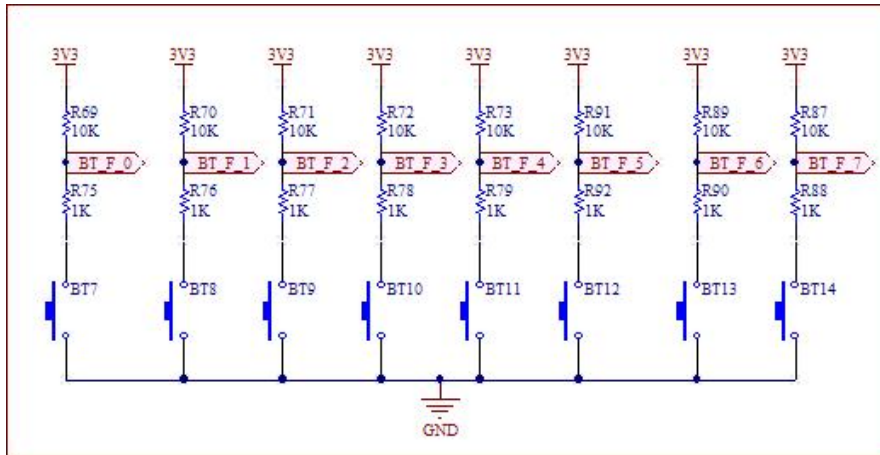 3V3 3V3 3V3 3V3 3V3 3V3 3V3 3V3
R69 R70 R71 R72 R73 R91 R89 R87
10K 10K 10K 10K 10K 10K 10K 10K
BT_F_0 BT_F_1 BT_F_2 BT_F_3 BT_F_4 BT_F_5 BT_F_6 BT_F_7
R75 R76 R77 R78 R79 R92 R90 R88
1K 1K 1K 1K 1K 1K 1K 1K
BT7 BT8 BT9 BT10 BT11 BT12 BT13 BT14
GND